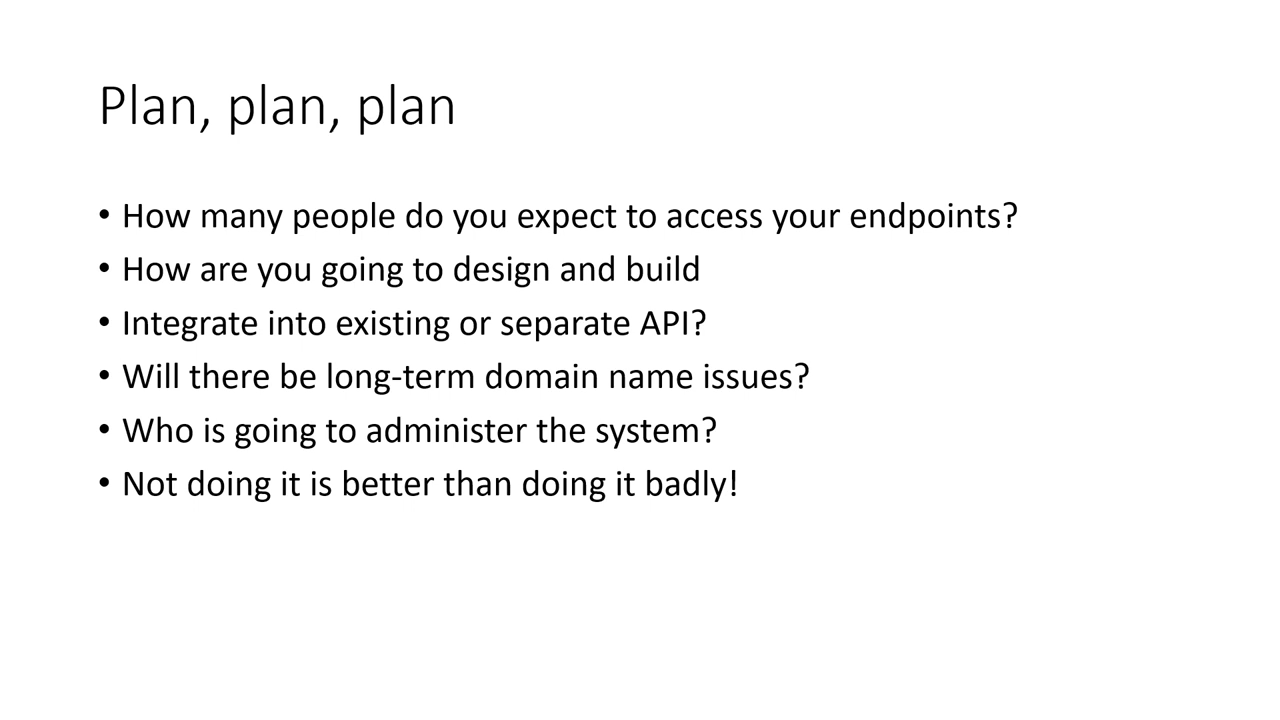 Plan, plan, plan
• How many people do you expect to access your endpoints?
• How are you going to design and build
• Integrate into existing or separate API?
• Will there be long-term domain name issues?
• Who is going to administer the system?
• Not doing it is better than doing it badly!